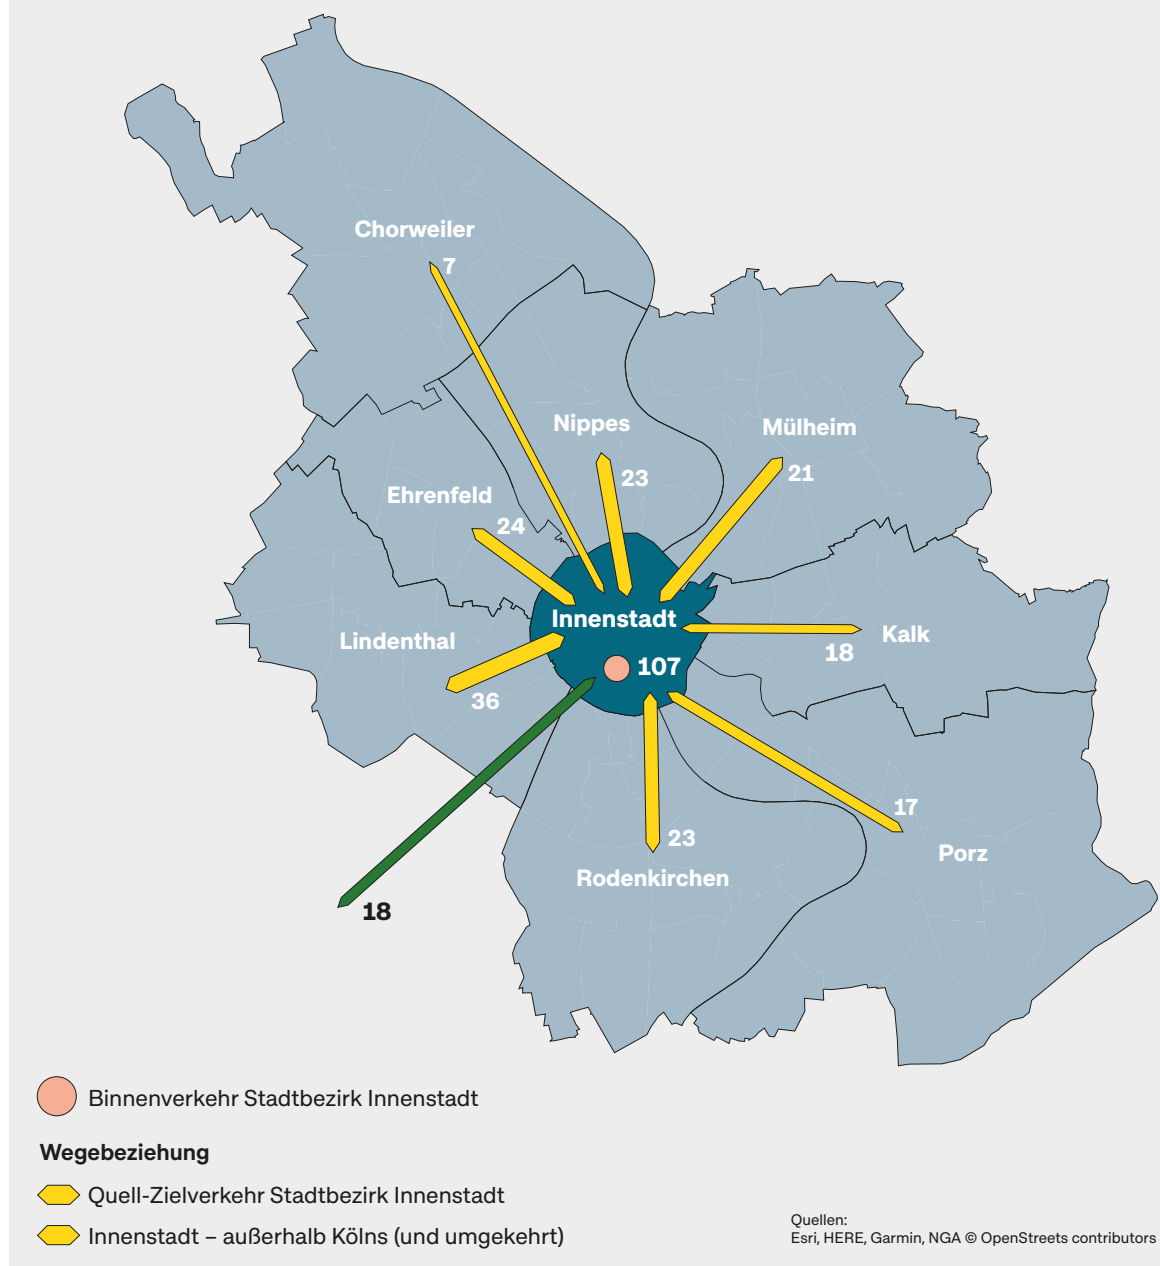 Chorweiler
7
Nippes
23
Mülheim
21
Ehrenfeld
24
Innenstadt
107
Kalk
18
Lindenthal
36
18
17
Porz
23
Rodenkirchen
Binnenverkehr Stadtbezirk Innenstadt
Wegebeziehung
Quell-Zielverkehr Stadtbezirk Innenstadt
Innenstadt – außerhalb Kölns (und umgekehrt)
Quellen:
Esri, HERE, Garmin, NGA © OpenStreets contributors